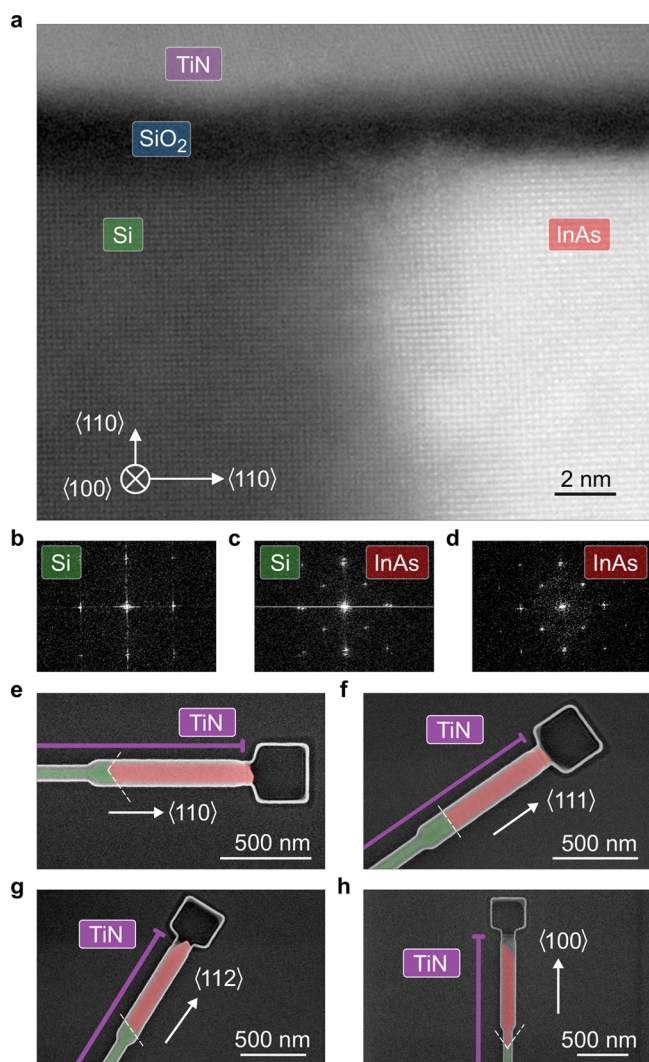 a
TiN
SiO2
Si
InAs
⟨110⟩
⟨100⟩
⟨110⟩
2 nm
b
Si
c
Si
InAs
d
InAs
e
TiN
⟨110⟩
500 nm
f
TiN
⟨111⟩
500 nm
g
TiN
⟨112⟩
500 nm
h
⟨100⟩
TiN
500 nm